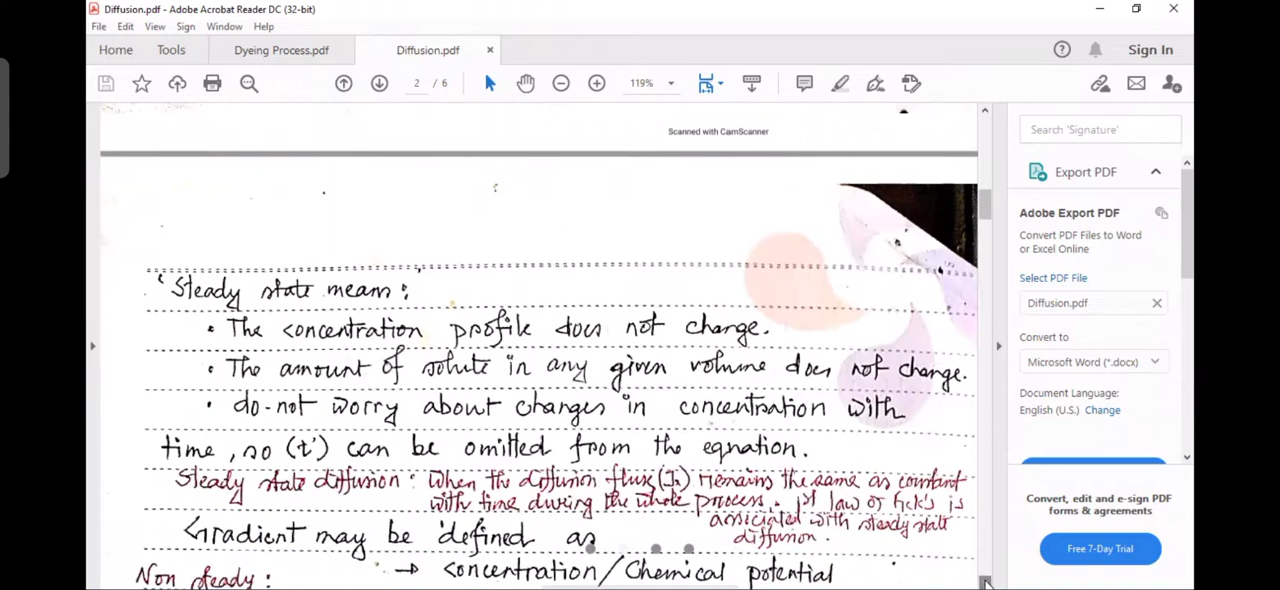 Diffusion.pdf - Adobe Acrobat Reader DC (32-bit)
File Edit View Sign Window Help
Home Tools Dyeing Process.pdf Diffusion.pdf × Sign In
2 / 6 119%
Scanned with CamScanner
Search 'Signature'
Export PDF
Adobe Export PDF
Convert PDF Files to Word
or Excel Online
Select PDF File
Diffusion.pdf
Convert to
Microsoft Word (*.docx)
Document Language:
English (U.S.) Change
Convert, edit and e-sign PDF
forms & agreements
Free 7-Day Trial
Steady state means:
• The concentration profile does not change.
• The amount of solute in any given volume does not change.
• do-not worry about changes in concentration with
time, so (t') can be omitted from the equation.
Steady state diffusion: When the diffusion flux (Jx) remains the same as constant
with time during the whole process. 1st law of Fick's is
associated with steady state
diffusion.
Gradient may be defined as
→ Concentration/Chemical potential
Non steady: